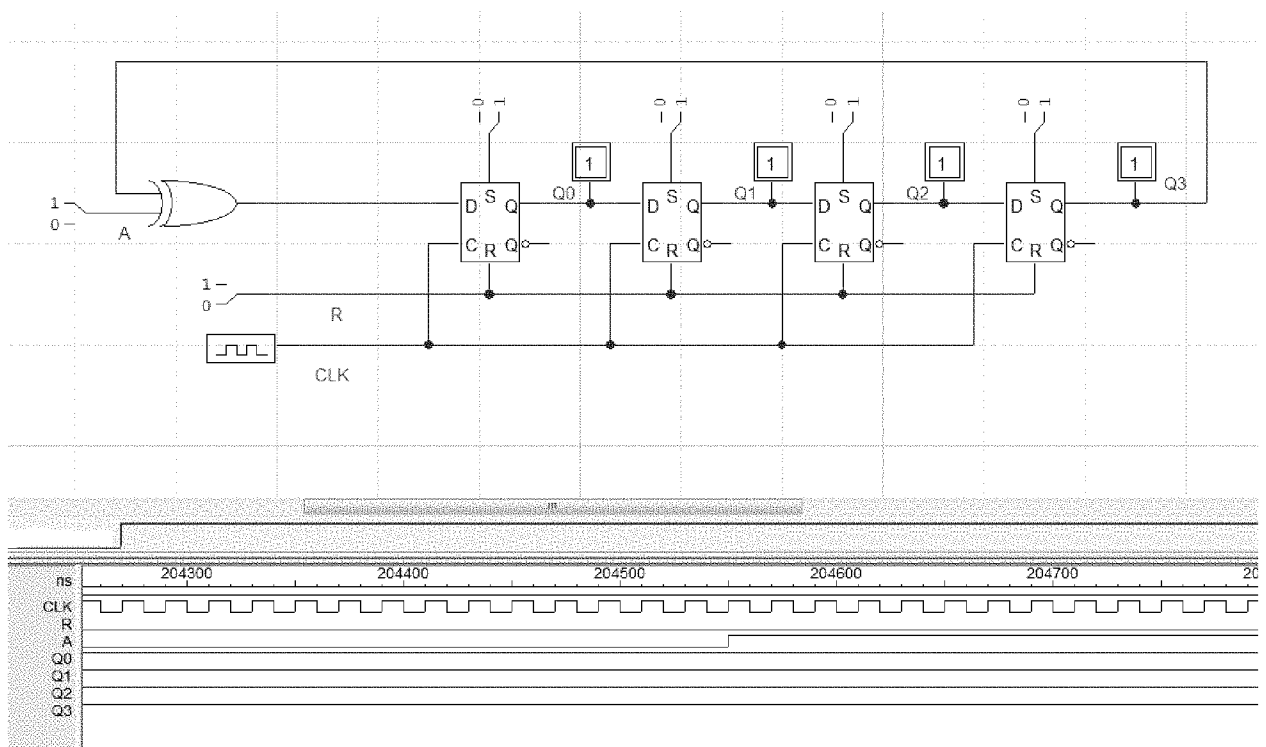 0 1 0 1 0 1 0 1
1 1 1 1
Q0 Q1 Q2 Q3
D S Q D S Q D S Q D S Q
1
0
A
C R Q C R Q C R Q C R Q
1
0
R
CLK
ns 204300 204400 204500 204600 204700 20
CLK
R
A
Q0
Q1
Q2
Q3